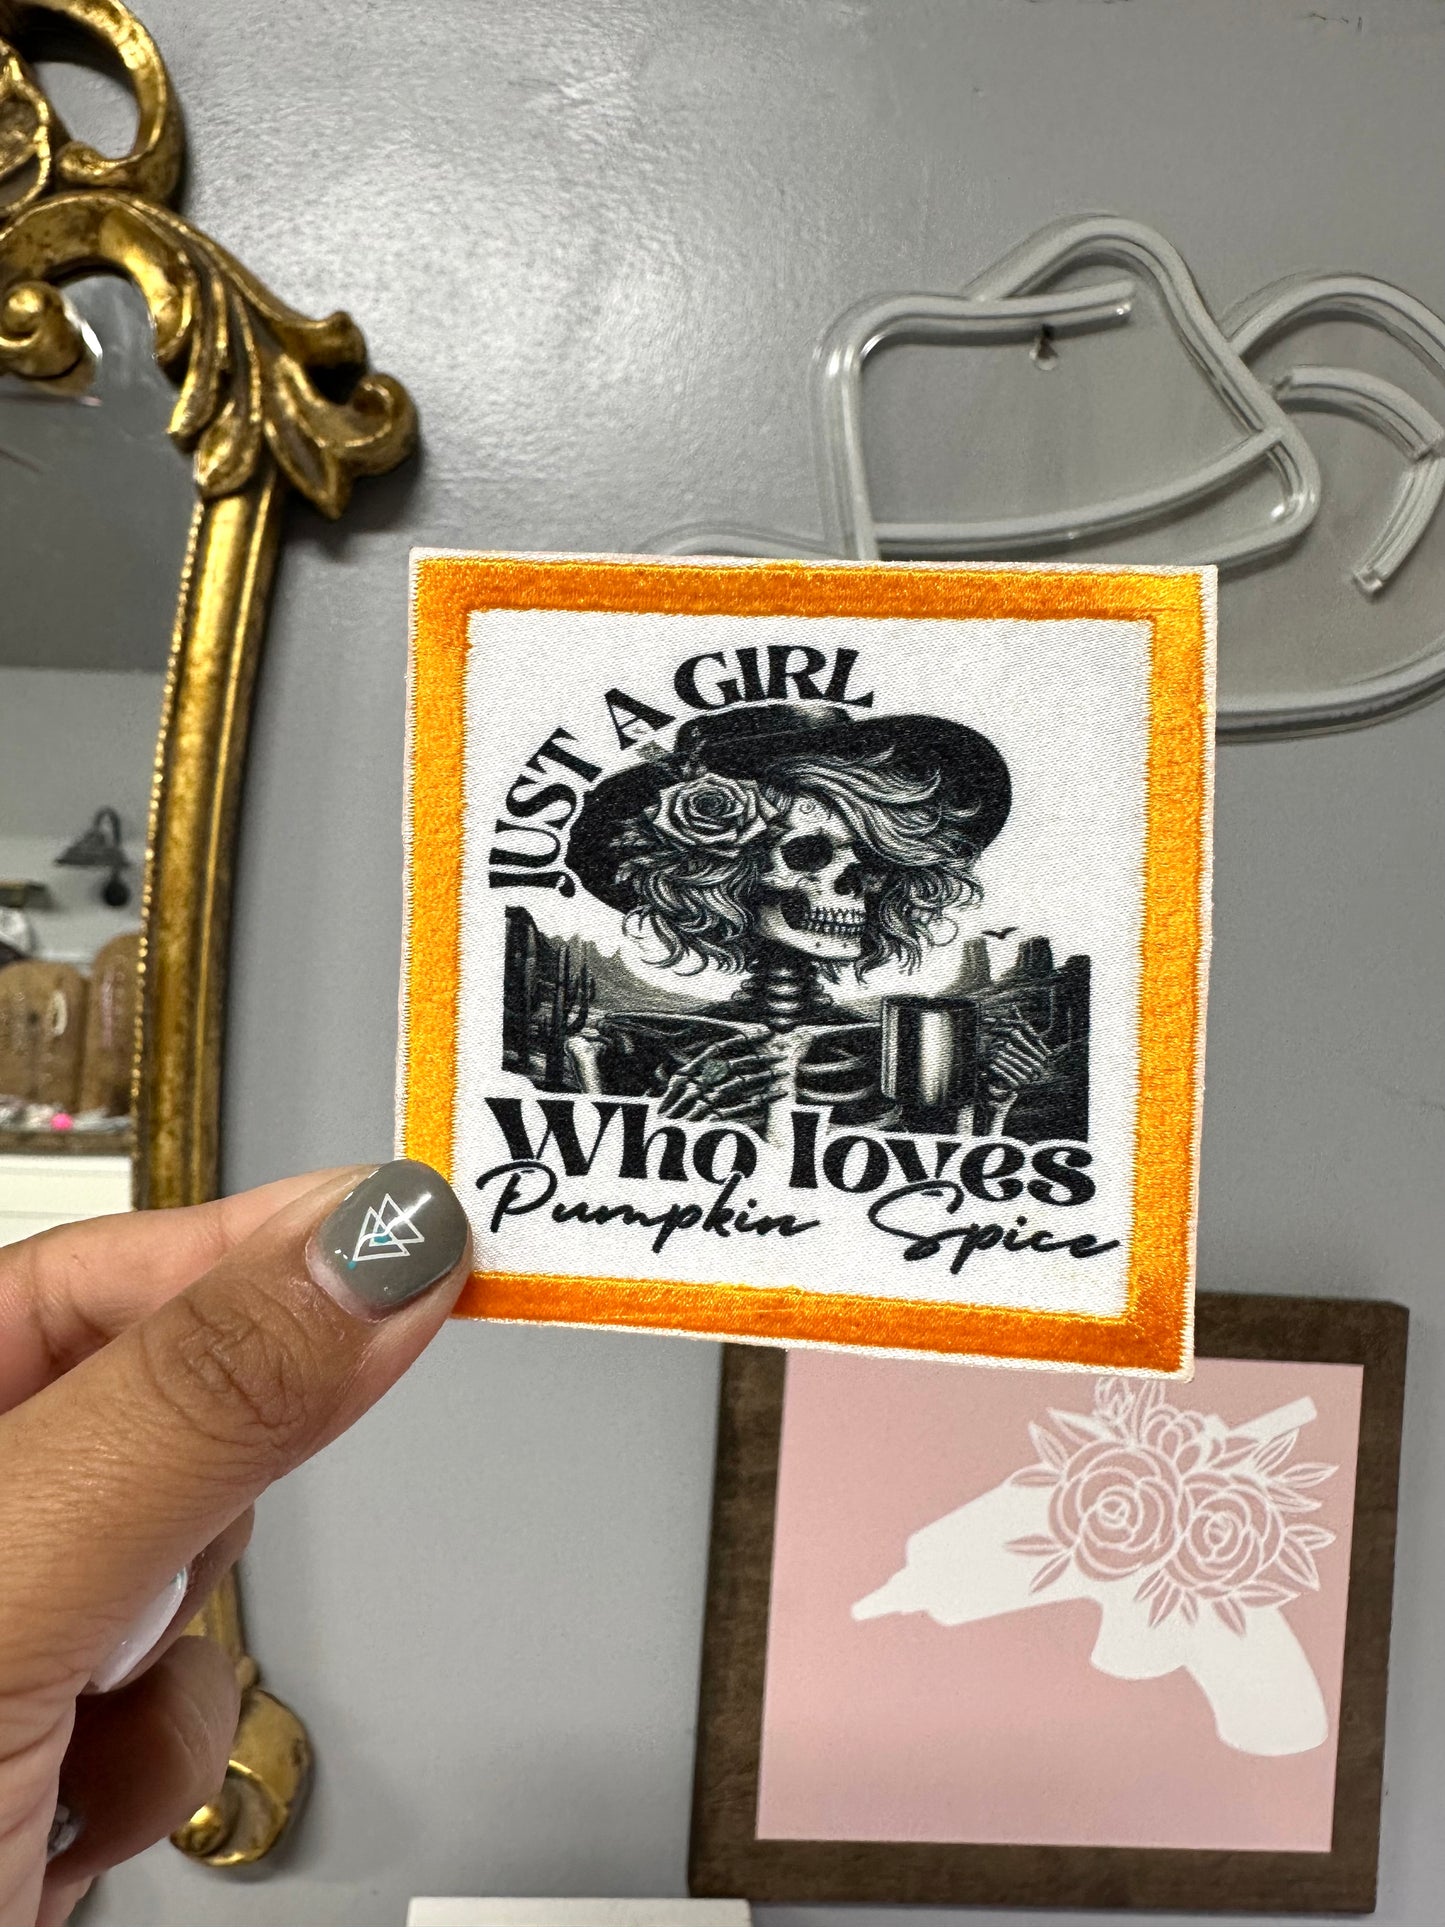 JUST A GIRL
Who loves
Pumpkin Spice